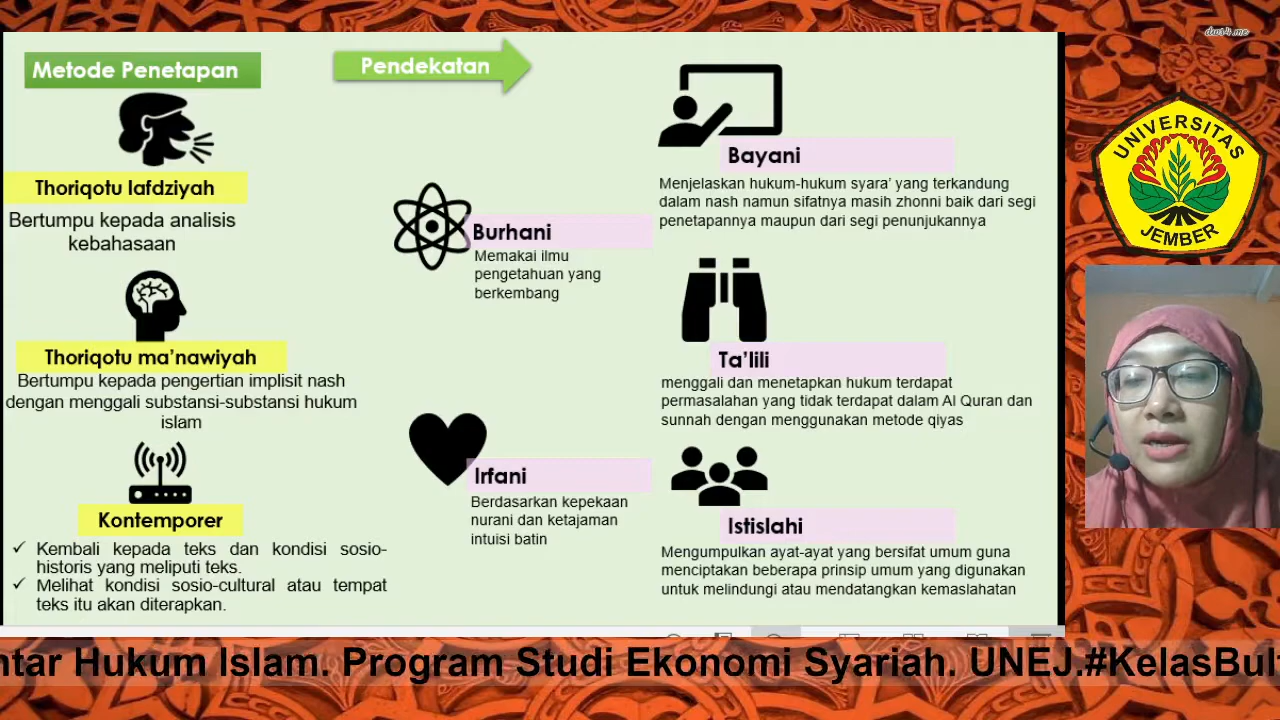 dws4.me
Metode Penetapan
Pendekatan
Thoriqotu lafdziyah
Bertumpu kepada analisis
kebahasaan
Thoriqotu ma'nawiyah
Bertumpu kepada pengertian implisit nash
dengan menggali substansi-substansi hukum
islam
Kontemporer
✓ Kembali kepada teks dan kondisi sosio-
historis yang meliputi teks.
✓ Melihat kondisi sosio-cultural atau tempat
teks itu akan diterapkan.
Burhani
Memakai ilmu
pengetahuan yang
berkembang
Irfani
Berdasarkan kepekaan
nurani dan ketajaman
intuisi batin
Bayani
Menjelaskan hukum-hukum syara' yang terkandung
dalam nash namun sifatnya masih zhonni baik dari segi
penetapannya maupun dari segi penunjukannya
Ta'lili
menggali dan menetapkan hukum terdapat
permasalahan yang tidak terdapat dalam Al Quran dan
sunnah dengan menggunakan metode qiyas
Istislahi
Mengumpulkan ayat-ayat yang bersifat umum guna
menciptakan beberapa prinsip umum yang digunakan
untuk melindungi atau mendatangkan kemaslahatan
UNIVERSITAS
JEMBER
ntar Hukum Islam. Program Studi Ekonomi Syariah. UNEJ.#KelasBul